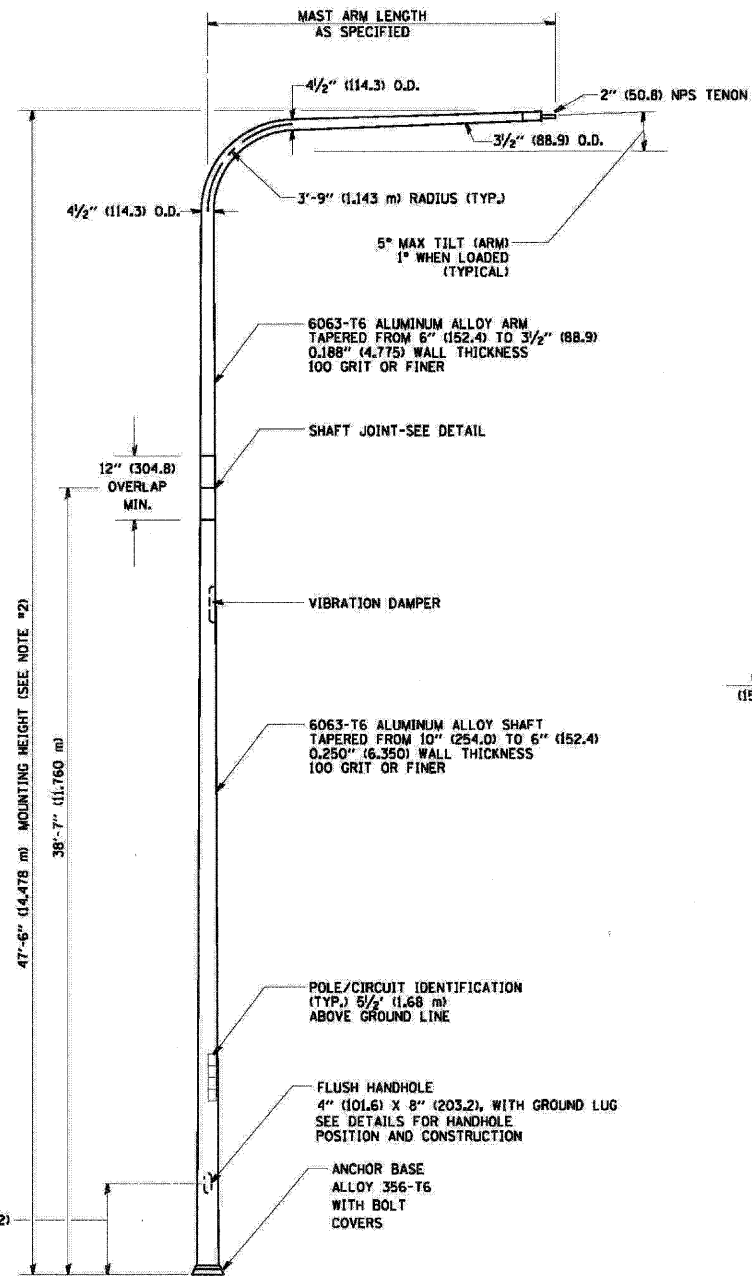 MAST ARM LENGTH
AS SPECIFIED
4½" (114.3) O.D.
2" (50.8) NPS TENON
3½" (88.9) O.D.
3'-9" (1.143 m) RADIUS (TYP.)
4½" (114.3) O.D.
5° MAX TILT (ARM)
1° WHEN LOADED
(TYPICAL)
6063-T6 ALUMINUM ALLOY ARM
TAPERED FROM 6" (152.4) TO 3½" (88.9)
0.188" (4.775) WALL THICKNESS
100 GRIT OR FINER
SHAFT JOINT-SEE DETAIL
12" (304.8)
OVERLAP
MIN.
VIBRATION DAMPER
47'-6" (14.478 m) MOUNTING HEIGHT (SEE NOTE #2)
38'-7" (11.760 m)
(15
6063-T6 ALUMINUM ALLOY SHAFT
TAPERED FROM 10" (254.0) TO 6" (152.4)
0.250" (6.350) WALL THICKNESS
100 GRIT OR FINER
POLE/CIRCUIT IDENTIFICATION
(TYP.) 5½' (1.68 m)
ABOVE GROUND LINE
FLUSH HANDHOLE
4" (101.6) X 8" (203.2), WITH GROUND LUG
SEE DETAILS FOR HANDHOLE
POSITION AND CONSTRUCTION
ANCHOR BASE
ALLOY 356-T6
WITH BOLT
COVERS
2)